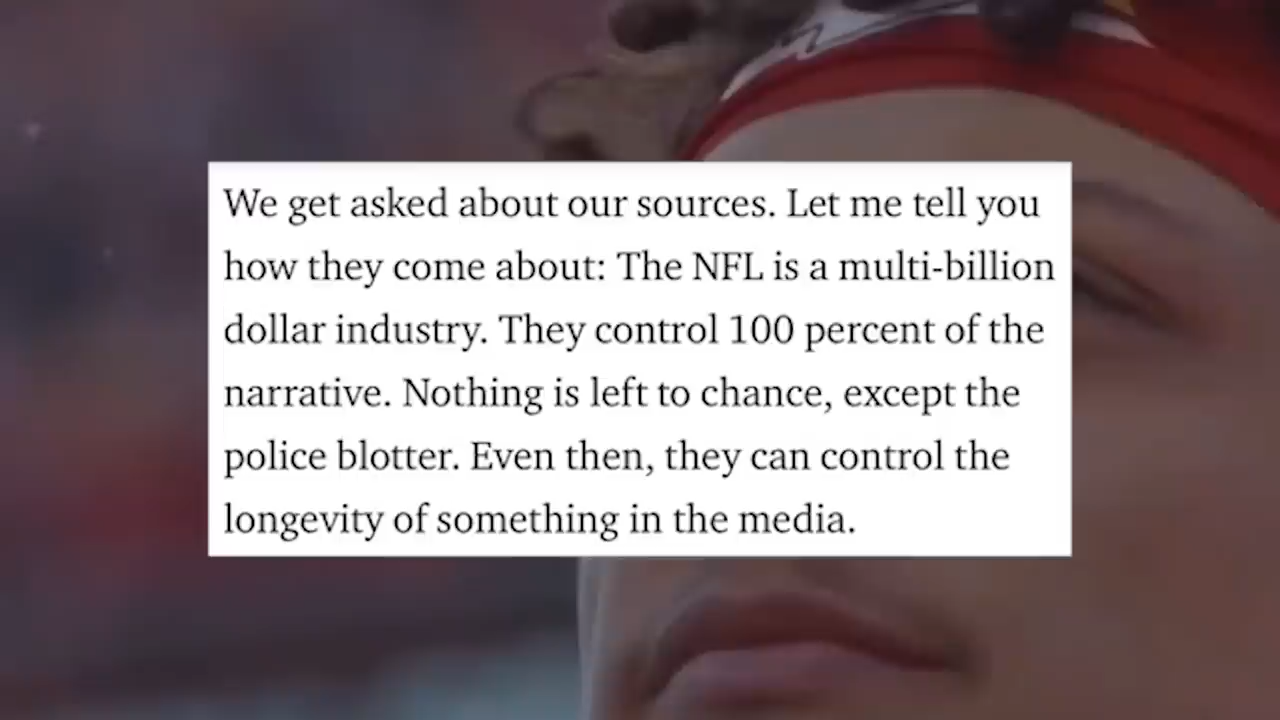 We get asked about our sources. Let me tell you
how they come about: The NFL is a multi-billion
dollar industry. They control 100 percent of the
narrative. Nothing is left to chance, except the
police blotter. Even then, they can control the
longevity of something in the media.